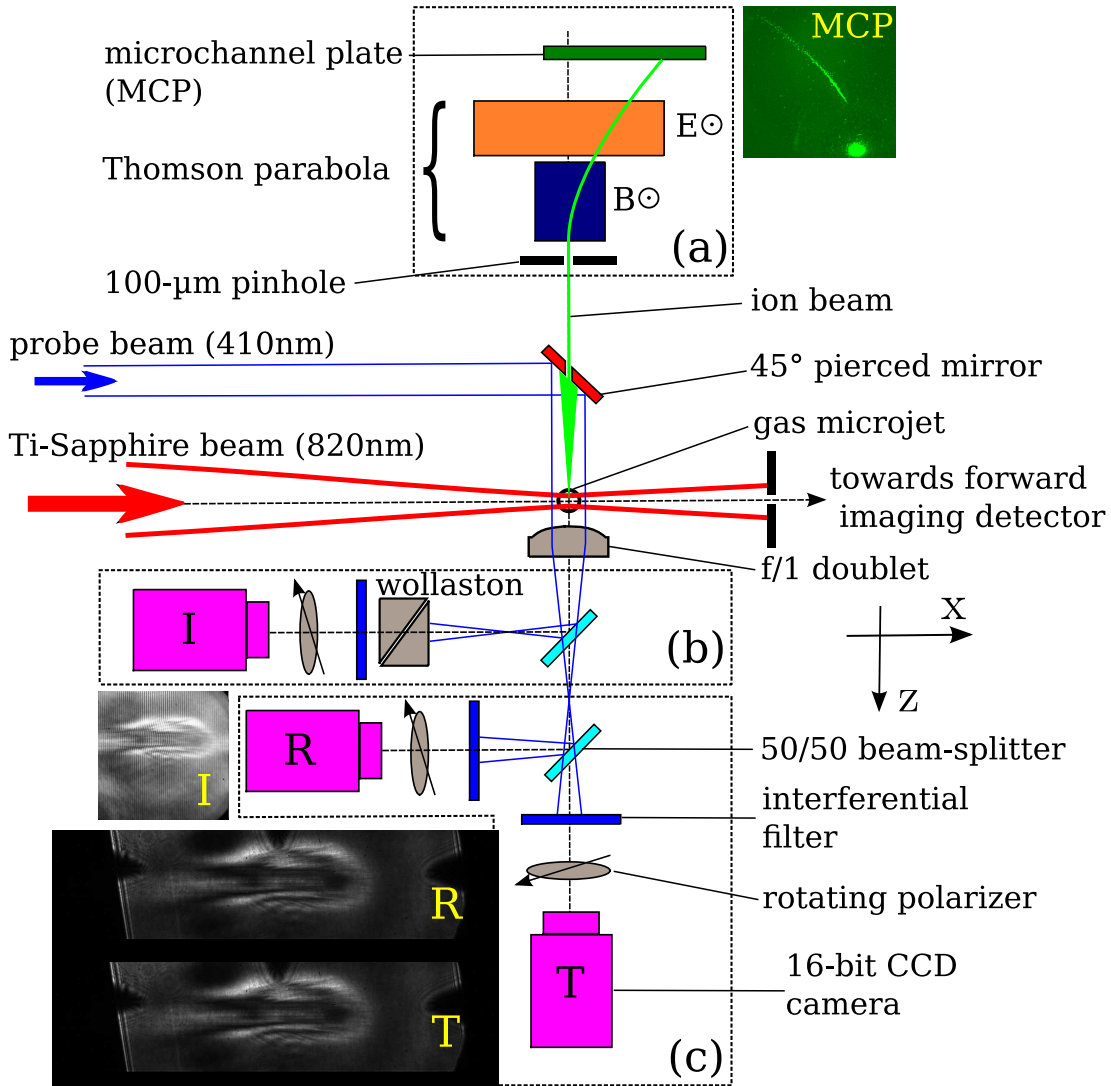 microchannel plate
(MCP)
MCP
E⊙
Thomson parabola
B⊙
(a)
100-µm pinhole
ion beam
probe beam (410nm)
45° pierced mirror
gas microjet
Ti-Sapphire beam (820nm)
towards forward
imaging detector
f/1 doublet
wollaston
I
(b)
X
Z
R
50/50 beam-splitter
I
interferential
filter
R
rotating polarizer
16-bit CCD
camera
T
T
(c)